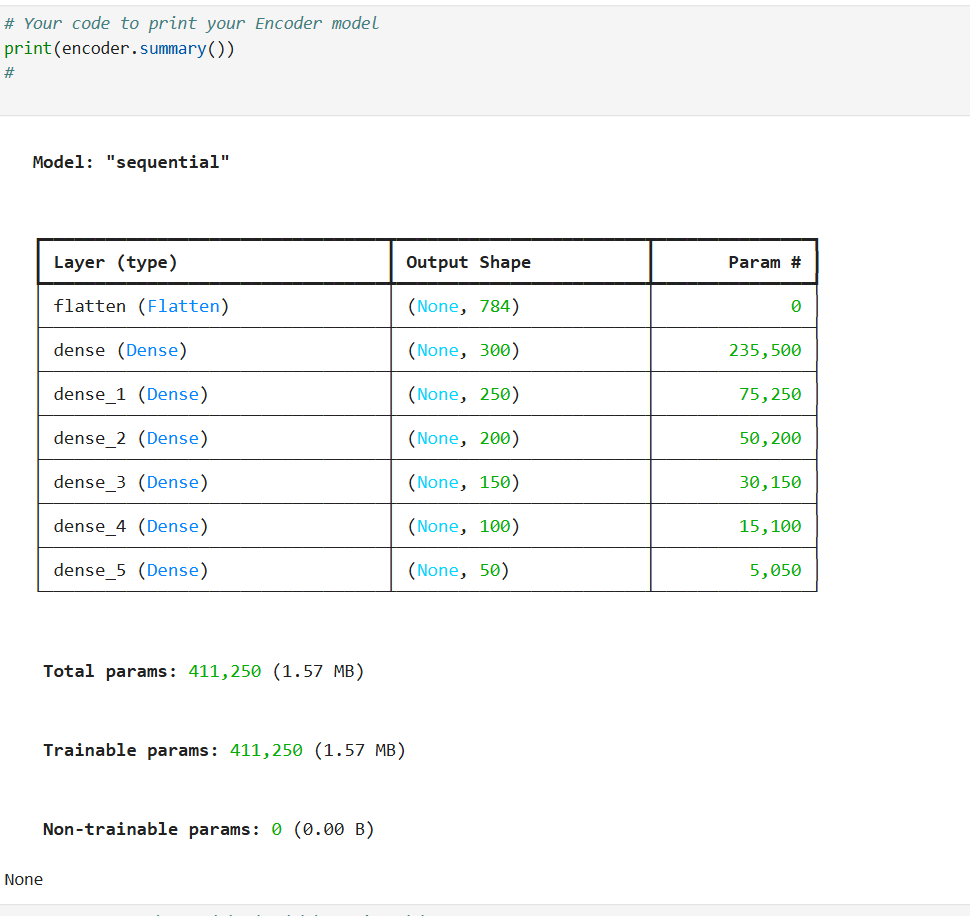 # Your code to print your Encoder model
print(encoder.summary())
#
Model: "sequential"
Layer (type) Output Shape Param #
flatten (Flatten) (None, 784) 0
dense (Dense) (None, 300) 235,500
dense_1 (Dense) (None, 250) 75,250
dense_2 (Dense) (None, 200) 50,200
dense_3 (Dense) (None, 150) 30,150
dense_4 (Dense) (None, 100) 15,100
dense_5 (Dense) (None, 50) 5,050
Total params: 411,250 (1.57 MB)
Trainable params: 411,250 (1.57 MB)
Non-trainable params: 0 (0.00 B)
None